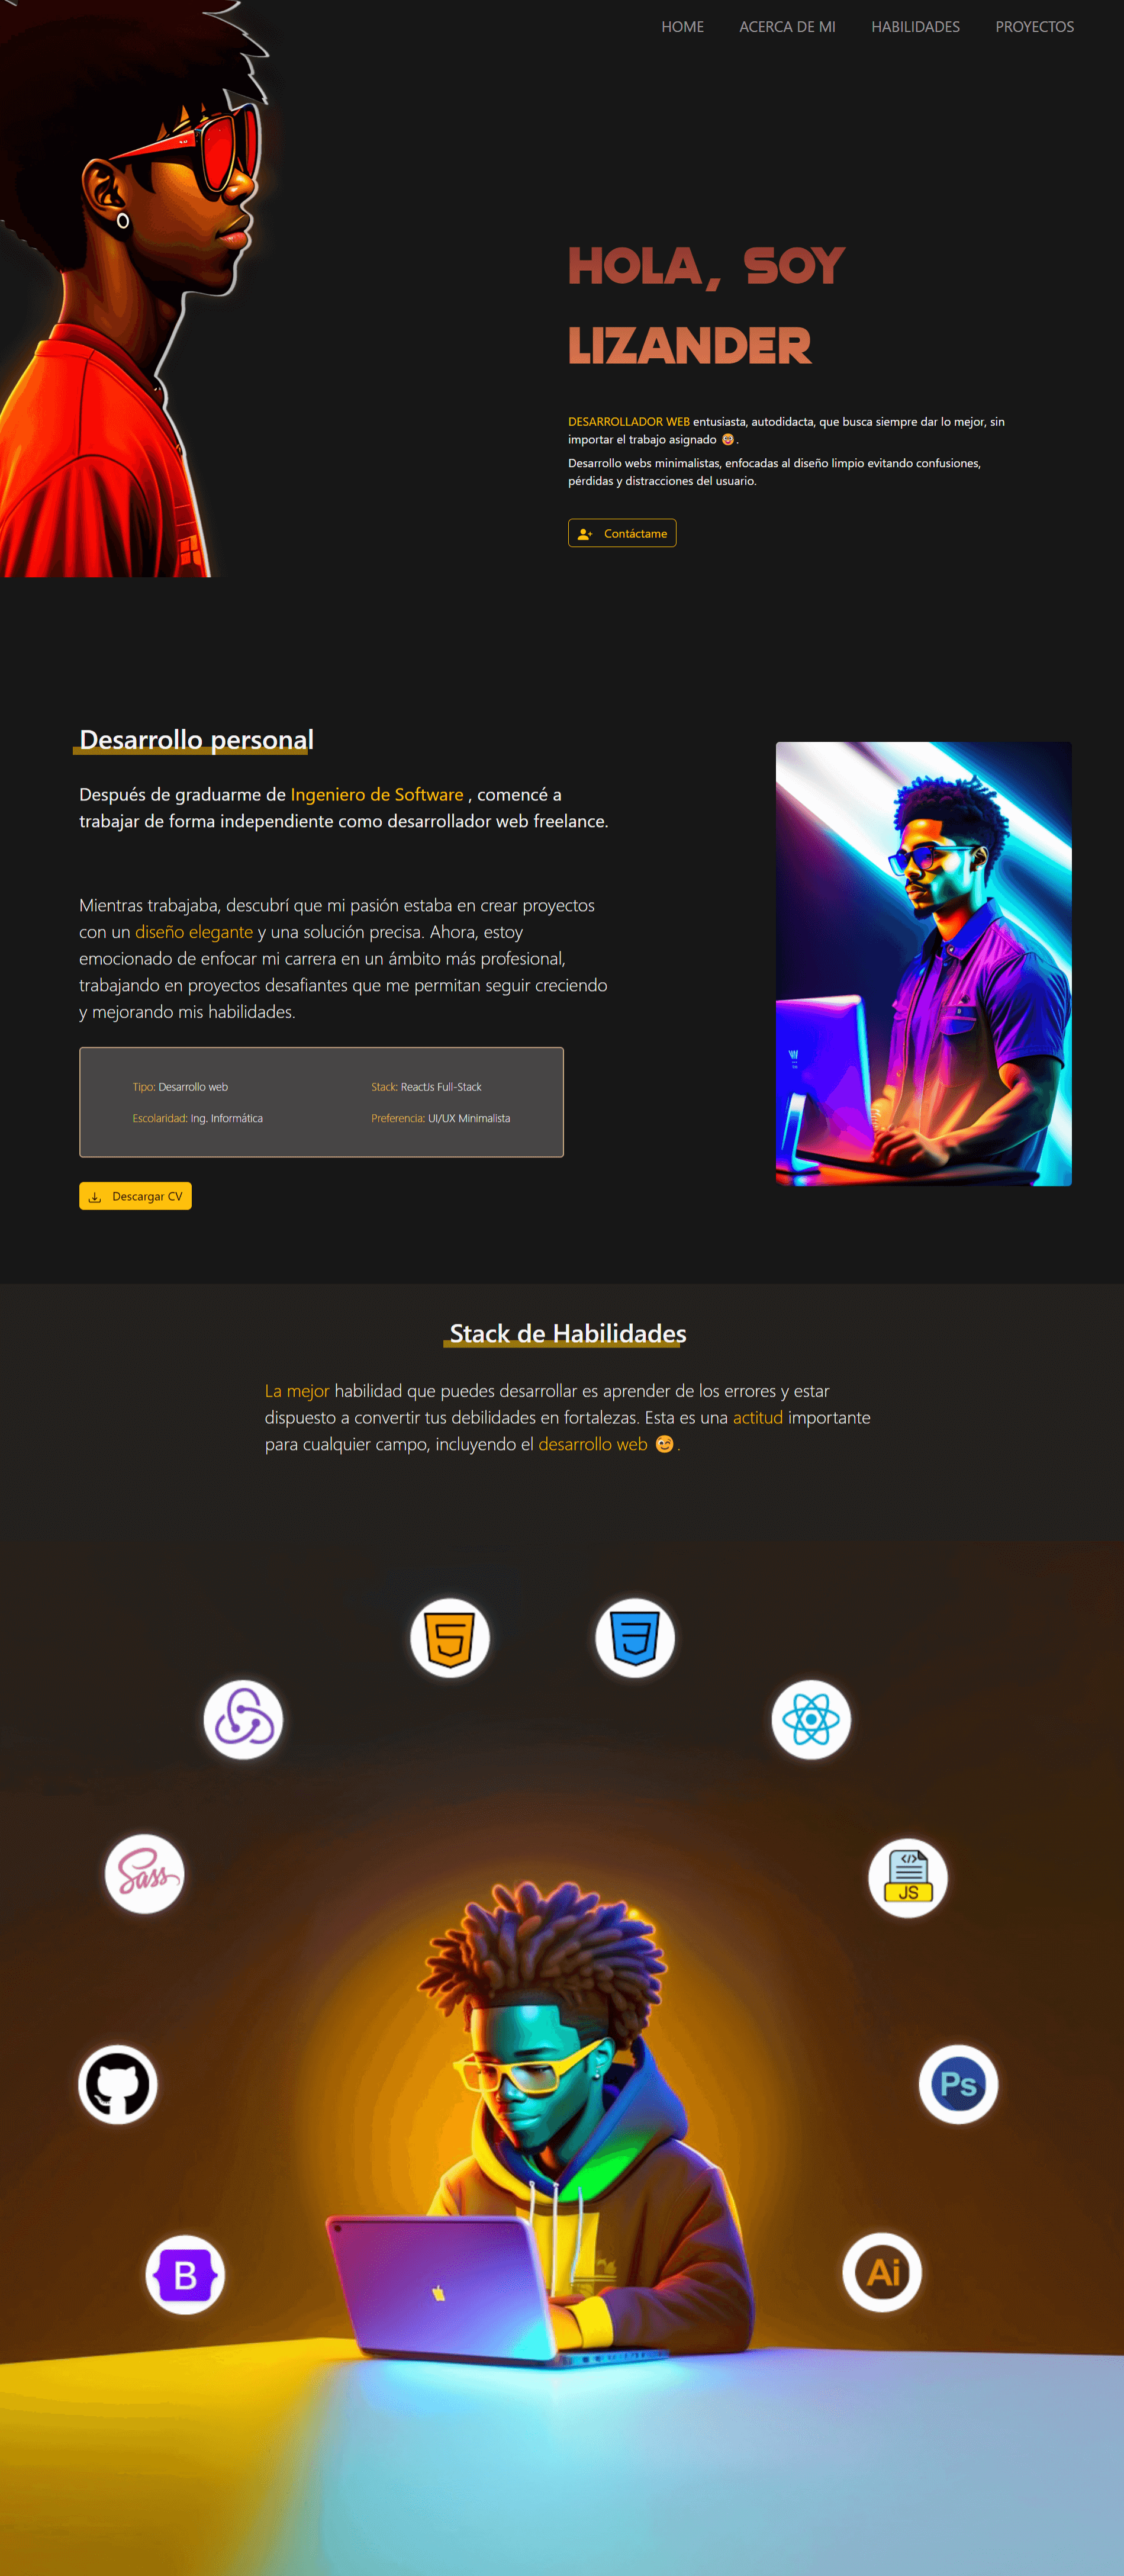 HOME ACERCA DE MI HABILIDADES PROYECTOS
HOLA, SOY
LIZANDER
DESARROLLADOR WEB entusiasta, autodidacta, que busca siempre dar lo mejor, sin
importar el trabajo asignado 🤡.
Desarrollo webs minimalistas, enfocadas al diseño limpio evitando confusiones,
pérdidas y distracciones del usuario.
Contáctame
Desarrollo personal
Después de graduarme de Ingeniero de Software , comencé a
trabajar de forma independiente como desarrollador web freelance.
Mientras trabajaba, descubrí que mi pasión estaba en crear proyectos
con un diseño elegante y una solución precisa. Ahora, estoy
emocionado de enfocar mi carrera en un ámbito más profesional,
trabajando en proyectos desafiantes que me permitan seguir creciendo
y mejorando mis habilidades.
Tipo: Desarrollo web Stack: ReactJs Full-Stack
Escolaridad: Ing. Informática Preferencia: UI/UX Minimalista
Descargar CV
Stack de Habilidades
La mejor habilidad que puedes desarrollar es aprender de los errores y estar
dispuesto a convertir tus debilidades en fortalezas. Esta es una actitud importante
para cualquier campo, incluyendo el desarrollo web 😉.
Sass
</>
JS
Ps
B
Ai